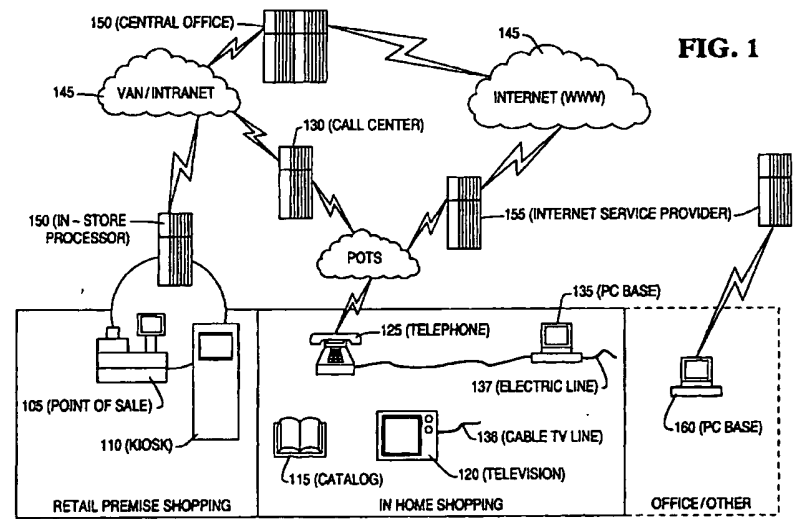 150 (CENTRAL OFFICE)
FIG. 1
145
145
VAN/INTRANET
INTERNET (WWW)
130 (CALL CENTER)
150 (IN-STORE
PROCESSOR)
155 (INTERNET SERVICE PROVIDER)
POTS
135 (PC BASE)
125 (TELEPHONE)
137 (ELECTRIC LINE)
105 (POINT OF SALE)
160 (PC BASE)
138 (CABLE TV LINE)
110 (KIOSK)
115 (CATALOG)
120 (TELEVISION)
RETAIL PREMISE SHOPPING
IN HOME SHOPPING
OFFICE/OTHER